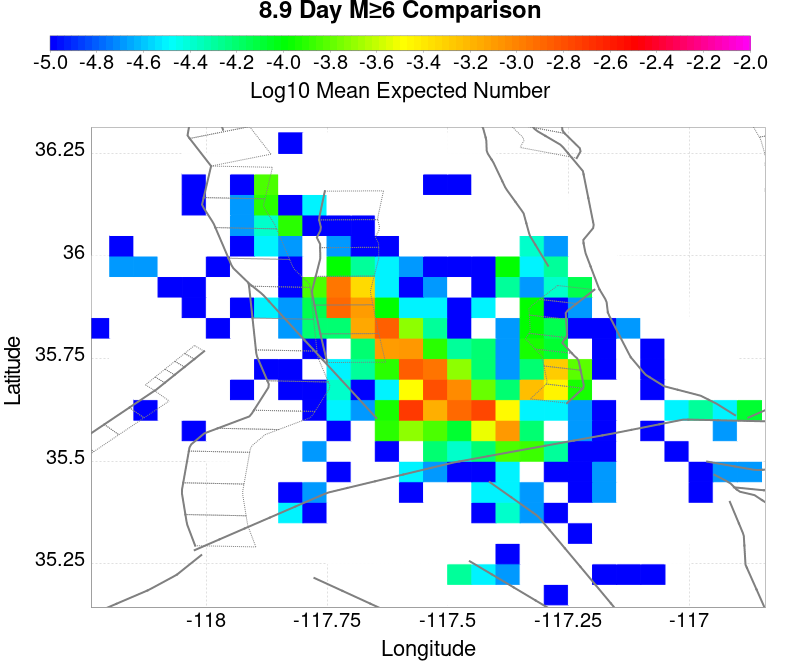 8.9 Day M≥6 Comparison
-5.0 -4.8 -4.6 -4.4 -4.2 -4.0 -3.8 -3.6 -3.4 -3.2 -3.0 -2.8 -2.6 -2.4 -2.2 -2.0
Log10 Mean Expected Number
36.25
36
35.75
35.5
35.25
Latitude
-118 -117.75 -117.5 -117.25 -117
Longitude